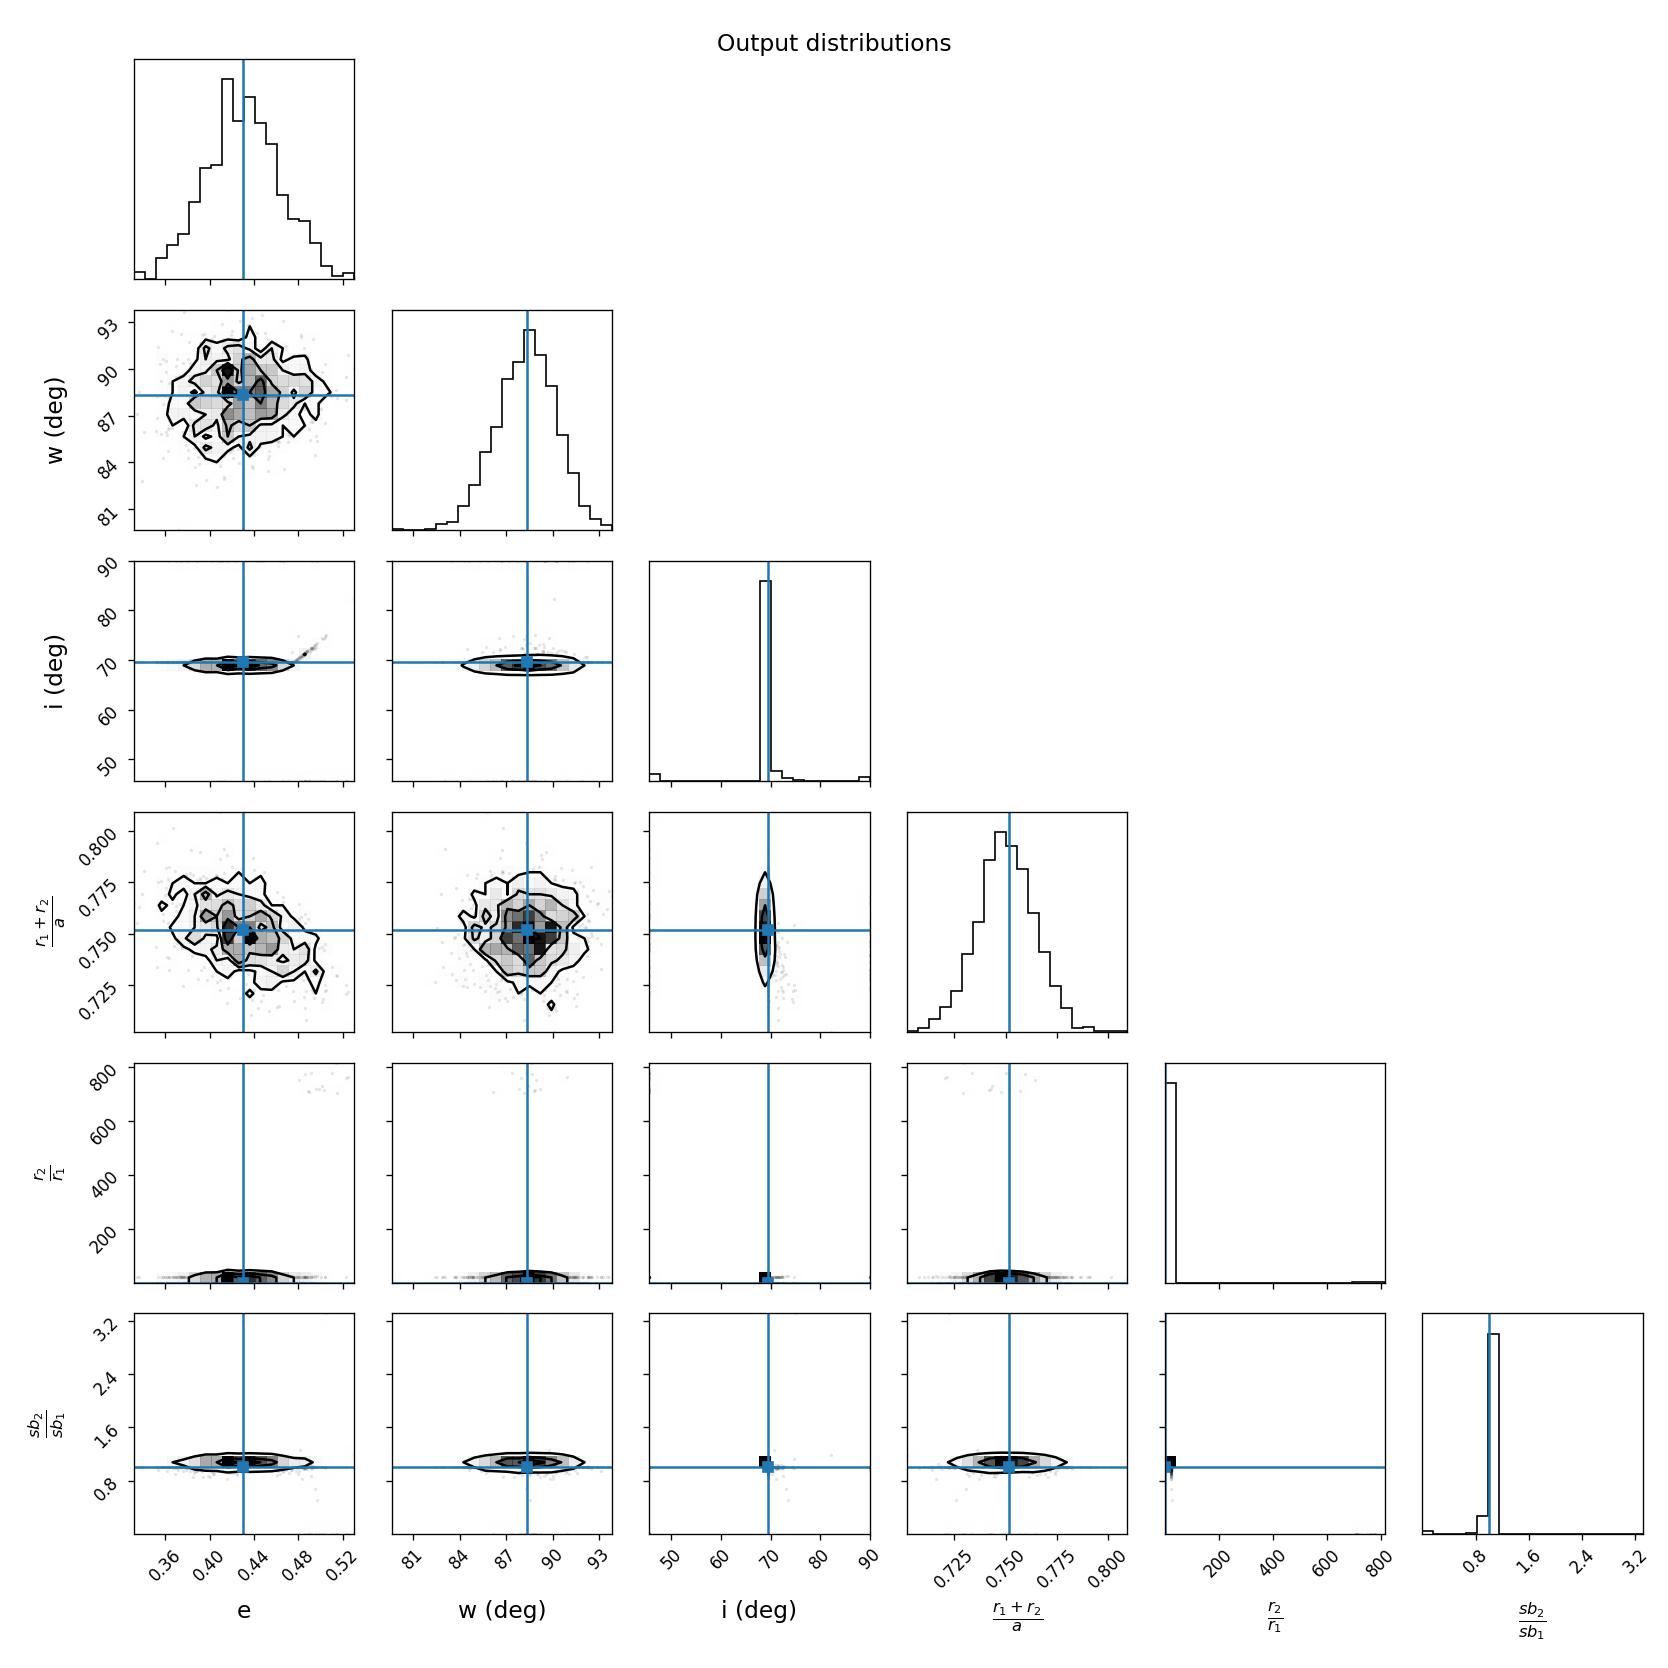 Output distributions
93
90
87
84
81
w (deg)
90
80
70
60
50
i (deg)
0.800
0.775
0.750
0.725
r₁ + r₂
a
800
600
400
200
r₂
r₁
3.2
2.4
1.6
0.8
sb₂
sb₁
0.36 0.40 0.44 0.48 0.52 81 84 87 90 93 50 60 70 80 90 0.725 0.750 0.775 0.800 200 400 600 800 0.8 1.6 2.4 3.2
e w (deg) i (deg) r₁ + r₂ r₂ sb₂
a r₁ sb₁